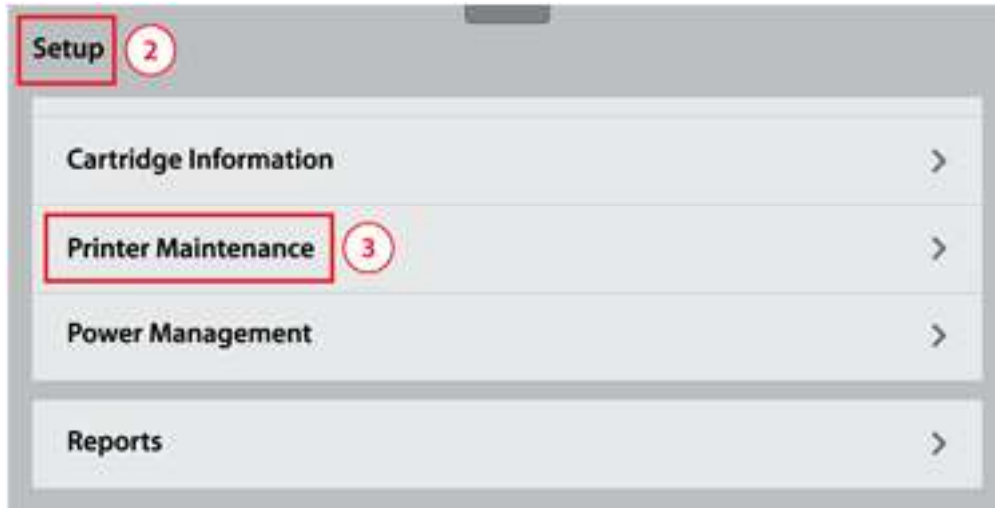 Setup 2
Cartridge Information
Printer Maintenance 3
Power Management
Reports